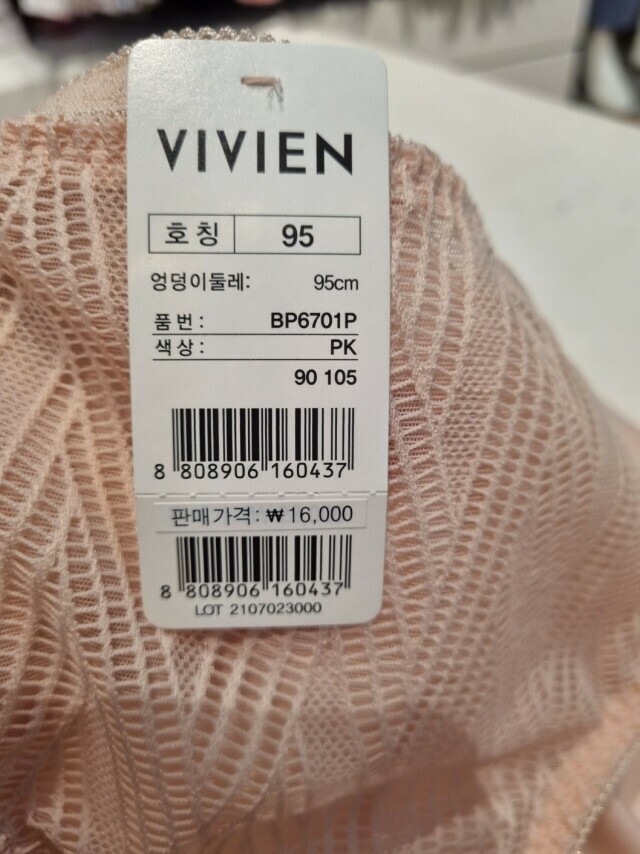 VIVIEN
호칭 95
엉덩이둘레: 95cm
품번: BP6701P
색상: PK
90 105
8 808906 160437
판매가격: ₩16,000
8 808906 160437
LOT 2107023000